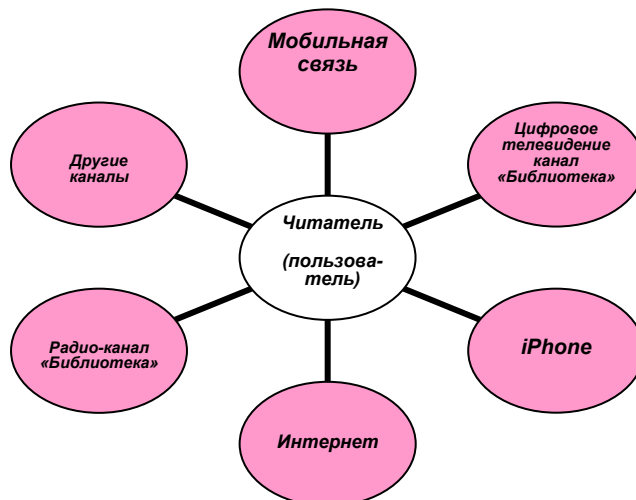 Мобильная
связь
Другие
каналы
Цифровое
телевидение
канал
«Библиотека»
Читатель
(пользова-
тель)
Радио-канал
«Библиотека»
iPhone
Интернет